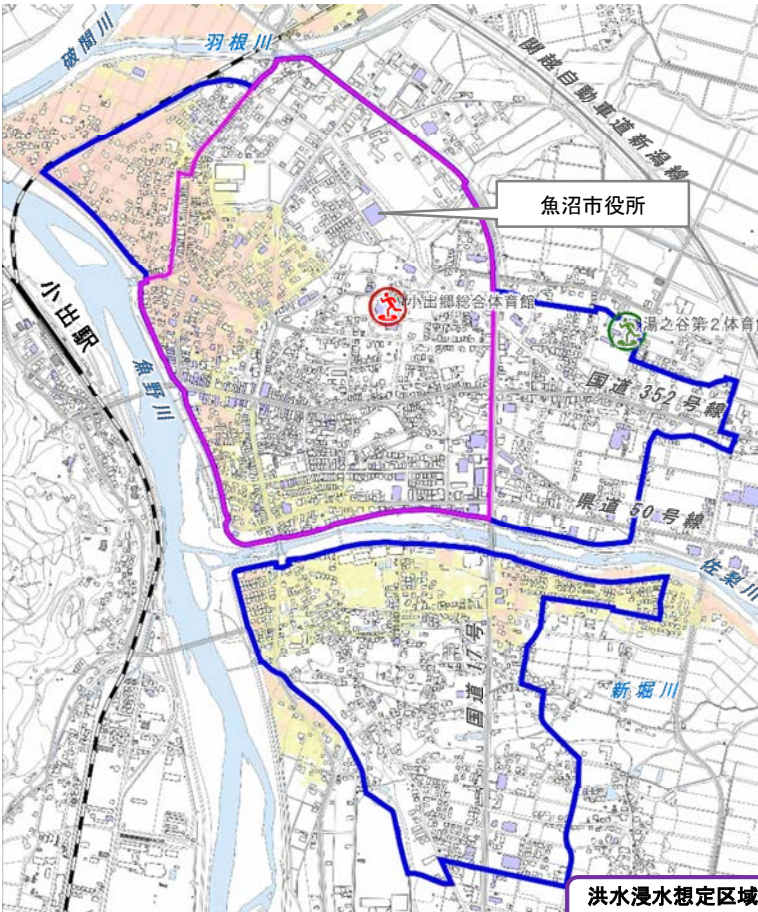 破間川
羽根川
関越自動車道新潟線
魚沼市役所
小出郷総合体育館
湯之谷第2体育館
小出駅
魚野川
国道 352号線
県道 50号線
佐梨川
国道 17号
新堀川
洪水浸水想定区域